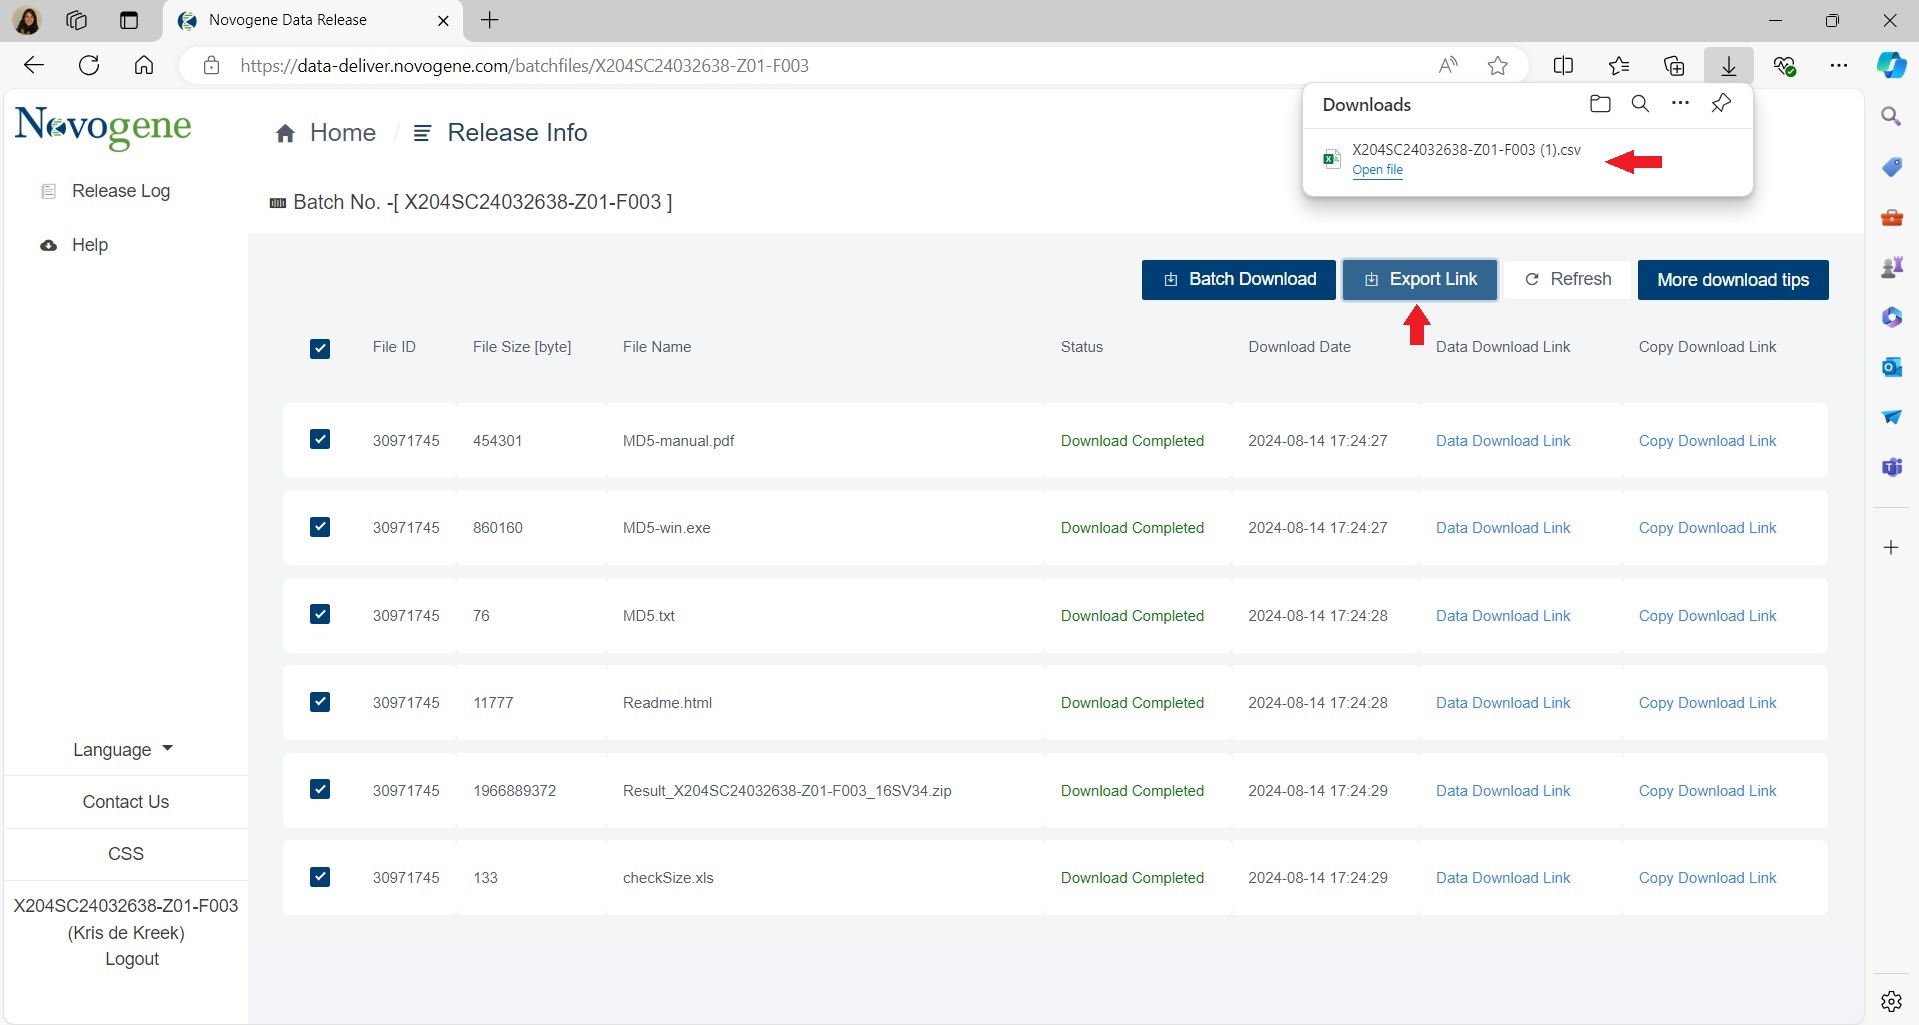 Novogene Data Release
https://data-deliver.novogene.com/batchfiles/X204SC24032638-Z01-F003
Downloads
X204SC24032638-Z01-F003 (1).csv
Open file
Novogene
Home / Release Info
Release Log
Help
Batch No. -[ X204SC24032638-Z01-F003 ]
Batch Download Export Link Refresh More download tips
File ID File Size [byte] File Name Status Download Date Data Download Link Copy Download Link
30971745 454301 MD5-manual.pdf Download Completed 2024-08-14 17:24:27 Data Download Link Copy Download Link
30971745 860160 MD5-win.exe Download Completed 2024-08-14 17:24:27 Data Download Link Copy Download Link
30971745 76 MD5.txt Download Completed 2024-08-14 17:24:28 Data Download Link Copy Download Link
30971745 11777 Readme.html Download Completed 2024-08-14 17:24:28 Data Download Link Copy Download Link
30971745 1966889372 Result_X204SC24032638-Z01-F003_16SV34.zip Download Completed 2024-08-14 17:24:29 Data Download Link Copy Download Link
30971745 133 checkSize.xls Download Completed 2024-08-14 17:24:29 Data Download Link Copy Download Link
Language
Contact Us
CSS
X204SC24032638-Z01-F003
(Kris de Kreek)
Logout